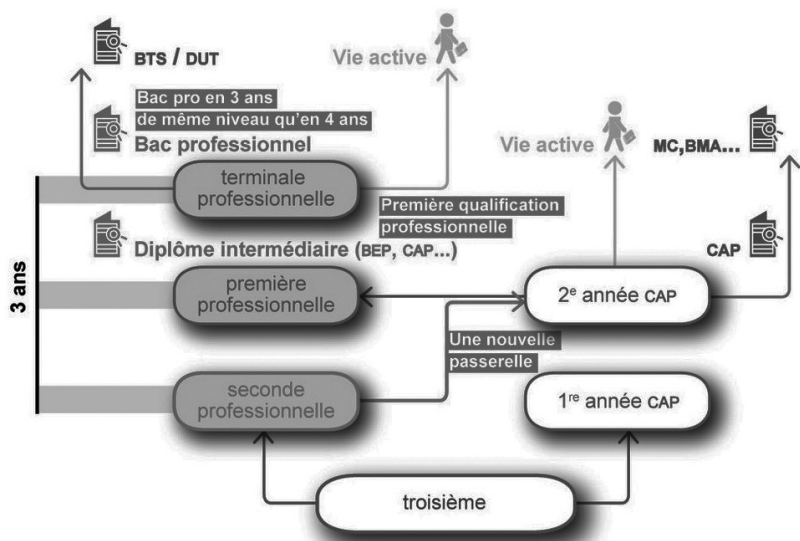 BTS / DUT
Vie active
Bac pro en 3 ans
de même niveau qu'en 4 ans
Bac professionnel
Vie active
MC,BMA...
terminale
professionnelle
Première qualification
professionnelle
Diplôme intermédiaire (BEP, CAP...)
CAP
3 ans
première
professionnelle
2e année CAP
Une nouvelle
passerelle
seconde
professionnelle
1re année CAP
troisième